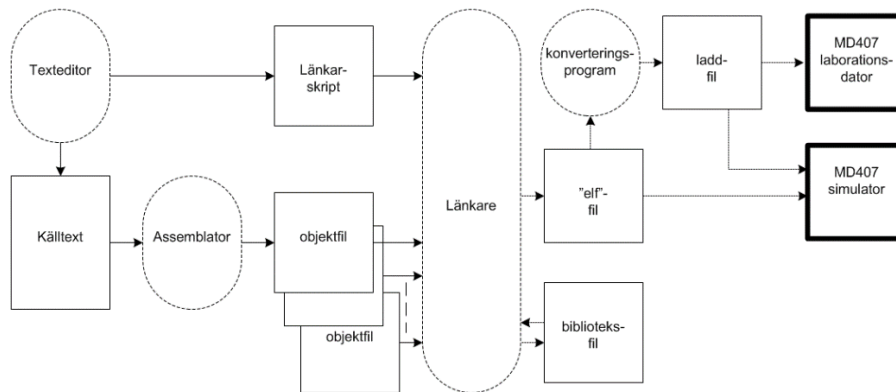 Texteditor
Länkar-
skript
konverterings-
program
ladd-
fil
MD407
laborations-
dator
Källtext
Assemblator
objektfil
objektfil
Länkare
"elf"-
fil
MD407
simulator
biblioteks-
fil